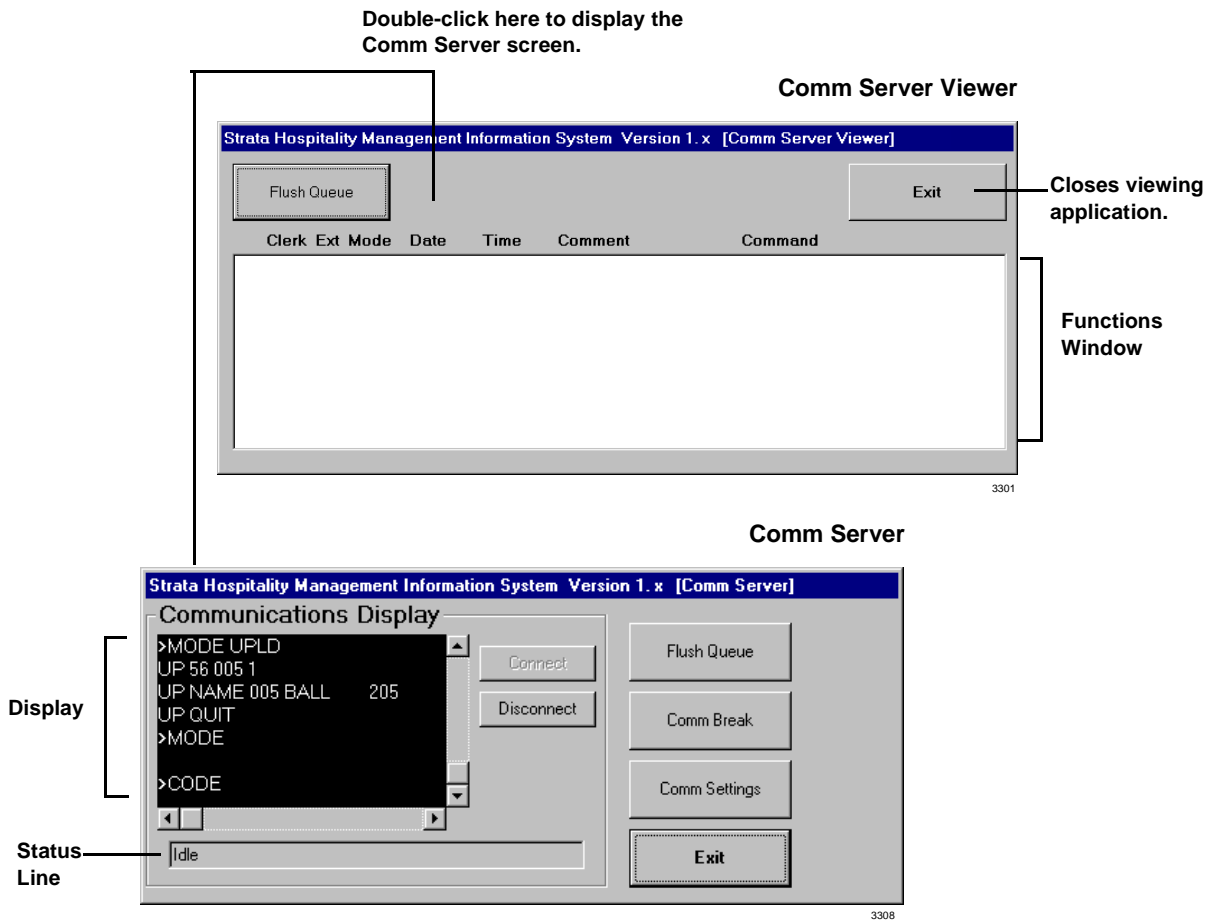 Double-click here to display the
Comm Server screen.
Comm Server Viewer
Strata Hospitality Management Information System Version 1. x [Comm Server Viewer]
Flush Queue
Exit
Closes viewing
application.
Clerk Ext Mode Date Time Comment Command
Functions
Window
3301
Comm Server
Strata Hospitality Management Information System Version 1. x [Comm Server]
Communications Display
>MODE UPLD
UP 56 005 1
UP NAME 005 BALL 205
UP QUIT
>MODE
>CODE
Connect
Disconnect
Flush Queue
Comm Break
Comm Settings
Exit
Display
Status
Line
Idle
3308